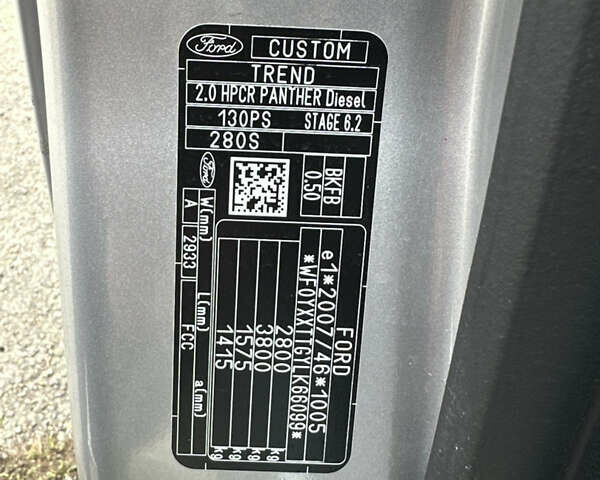 Ford CUSTOM
TREND
2.0 HPCR PANTHER Diesel
130PS STAGE 6.2
280S
Ford
BKFB
0.50
FORD
e1*2007/46*1005
*WF0YXXTTGYLK66099*
2800 kg
3800 kg
1575 kg
1415 kg
W(mm) L(mm) a(mm)
A 2933 FCC